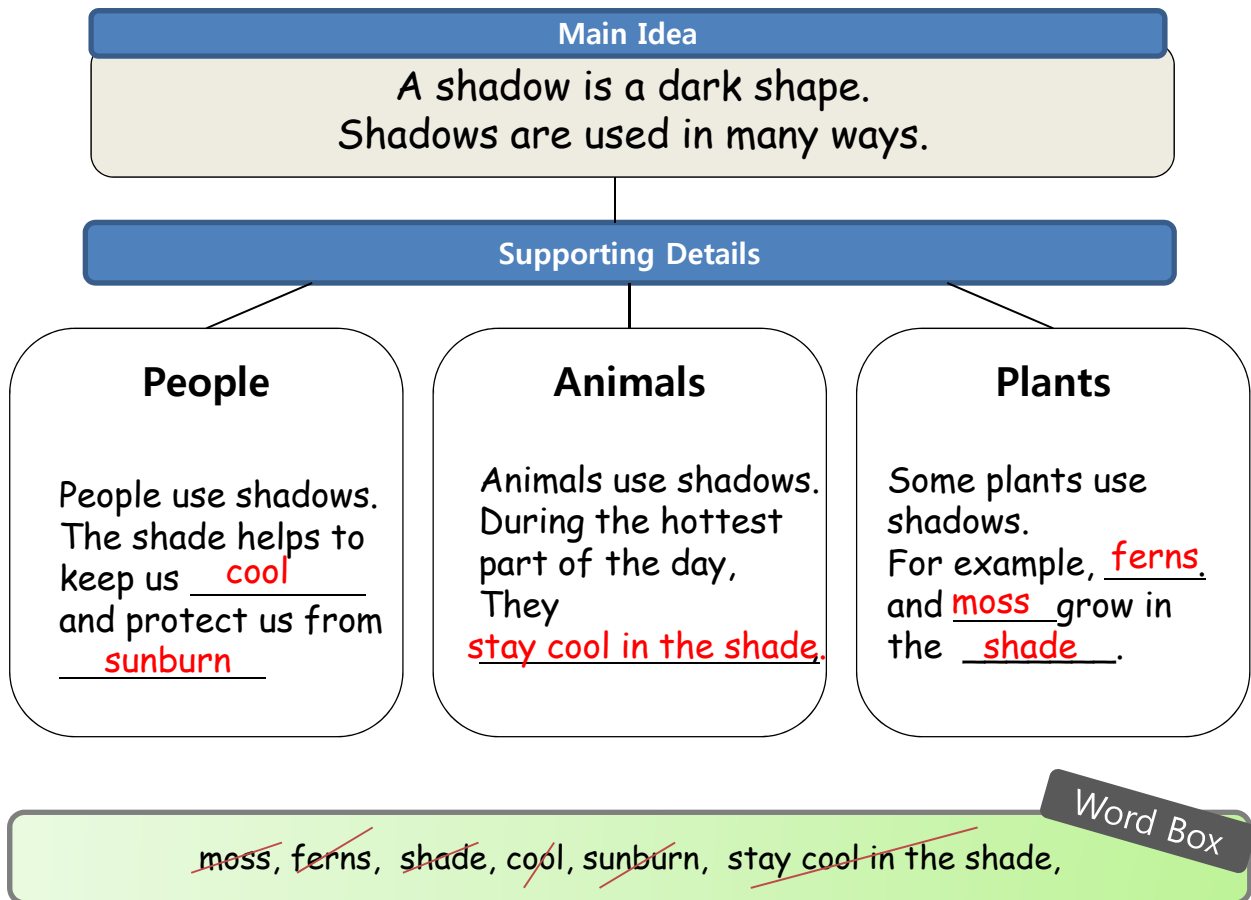 Main Idea
A shadow is a dark shape.
Shadows are used in many ways.
Supporting Details
People
People use shadows.
The shade helps to
keep us cool
and protect us from
sunburn
Animals
Animals use shadows.
During the hottest
part of the day,
They
stay cool in the shade,.
Plants
Some plants use
shadows.
For example, ferns.
and moss grow in
the shade.
Word Box
moss, ferns, shade, cool, sunburn, stay cool in the shade,